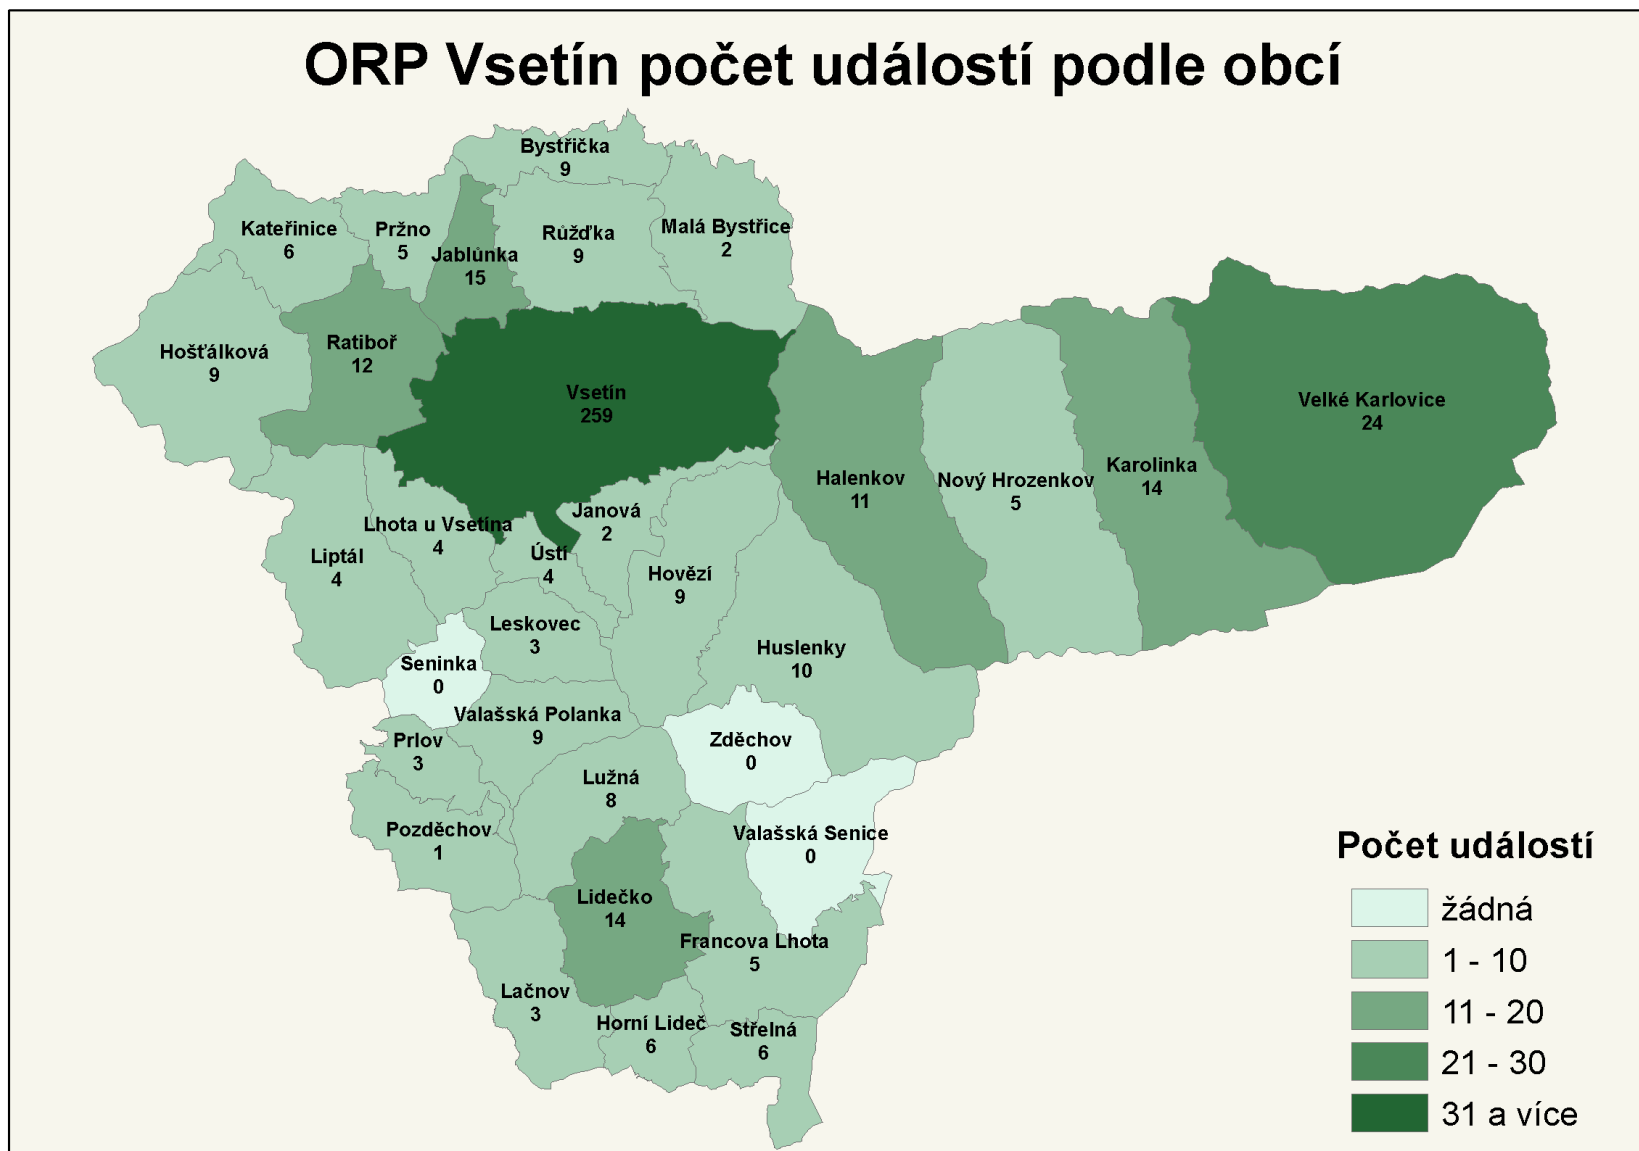 ORP Vsetín počet událostí podle obcí
Bystřička
9
Kateřinice
6
Pržno
5
Jablůnka
15
Růžďka
9
Malá Bystřice
2
Hošťálková
9
Ratiboř
12
Vsetín
259
Halenkov
11
Nový Hrozenkov
5
Karolinka
14
Velké Karlovice
24
Liptál
4
Lhota u Vsetína
4
Ústí
4
Janová
2
Hovězí
9
Leskovec
3
Huslenky
10
Seninka
0
Valašská Polanka
9
Prlov
3
Zděchov
0
Lužná
8
Pozděchov
1
Valašská Senice
0
Lidečko
14
Francova Lhota
5
Lačnov
3
Horní Lideč
6
Střelná
6
Počet událostí
žádná
1 - 10
11 - 20
21 - 30
31 a více